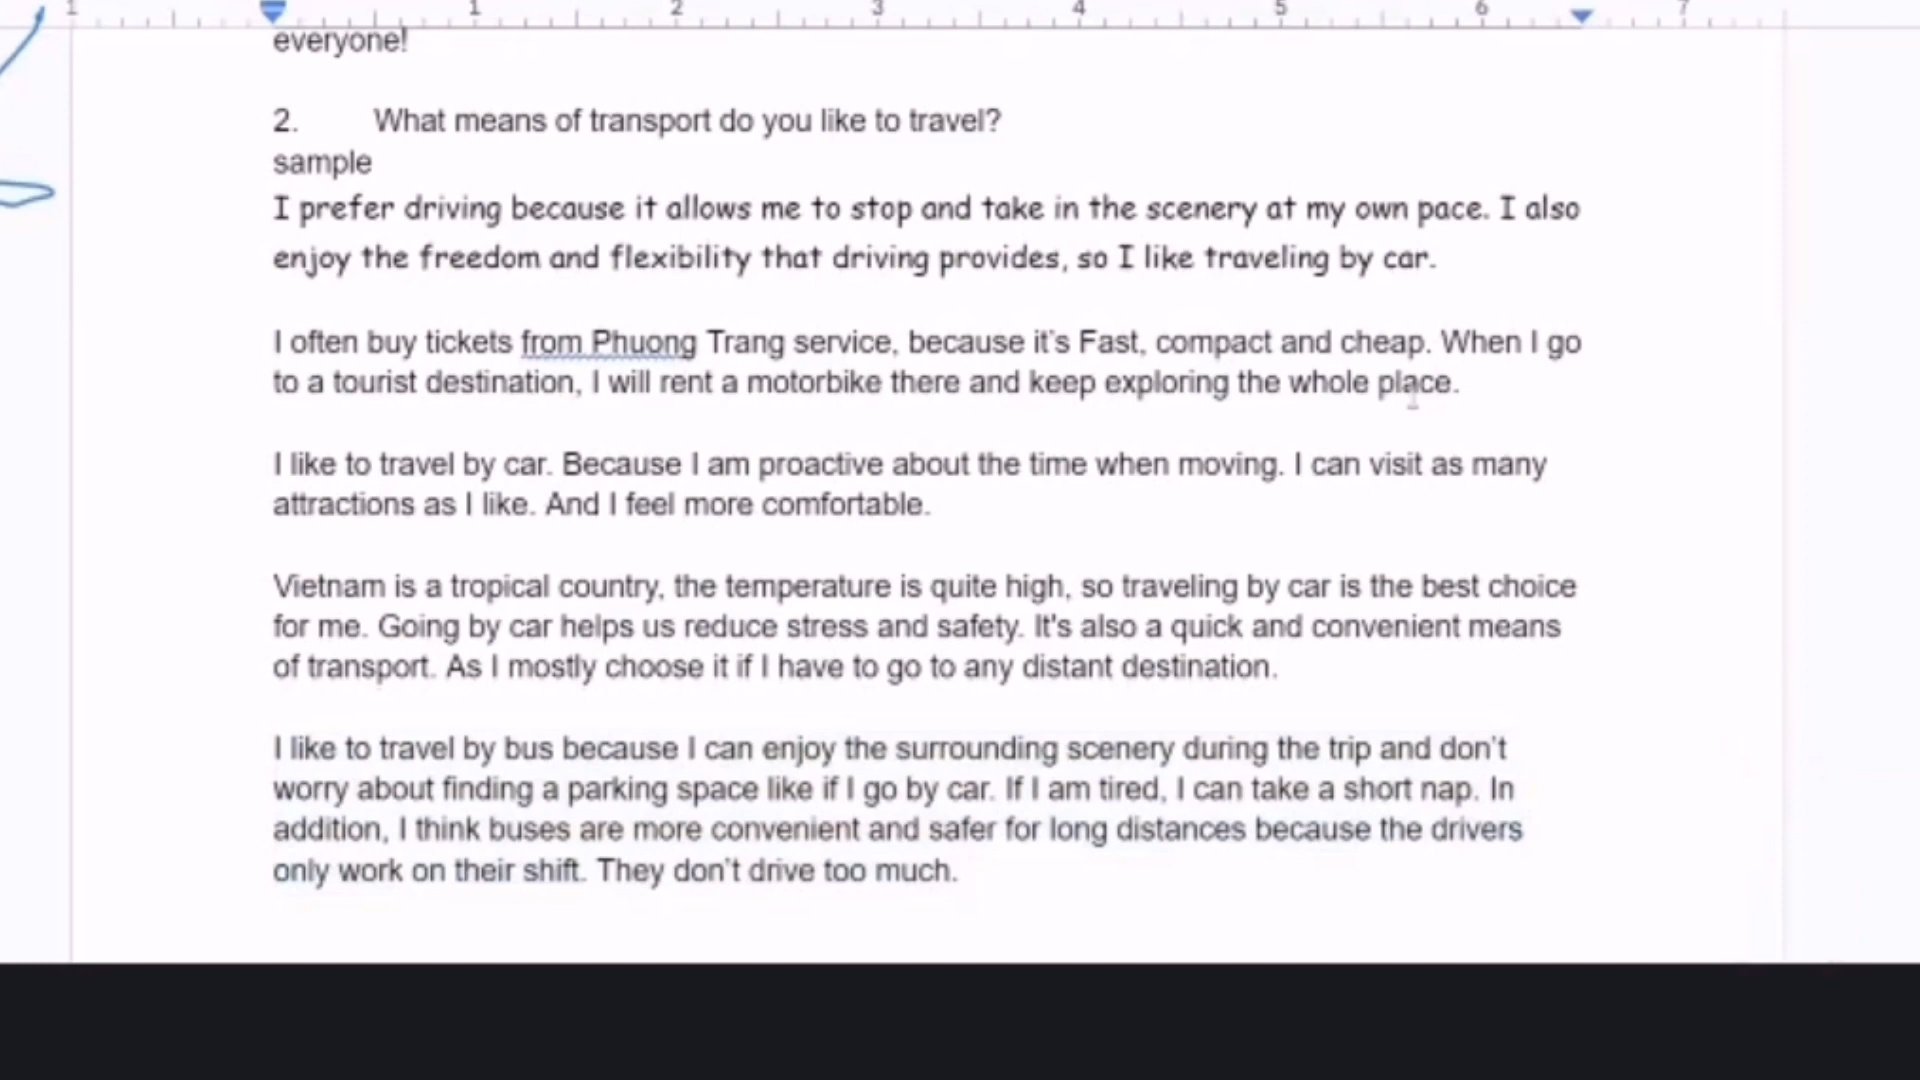 1 1 2 3 4 5 6 7
everyone!
2. What means of transport do you like to travel?
sample
I prefer driving because it allows me to stop and take in the scenery at my own pace. I also
enjoy the freedom and flexibility that driving provides, so I like traveling by car.
I often buy tickets from Phuong Trang service, because it's Fast, compact and cheap. When I go
to a tourist destination, I will rent a motorbike there and keep exploring the whole place.
I like to travel by car. Because I am proactive about the time when moving. I can visit as many
attractions as I like. And I feel more comfortable.
Vietnam is a tropical country, the temperature is quite high, so traveling by car is the best choice
for me. Going by car helps us reduce stress and safety. It's also a quick and convenient means
of transport. As I mostly choose it if I have to go to any distant destination.
I like to travel by bus because I can enjoy the surrounding scenery during the trip and don't
worry about finding a parking space like if I go by car. If I am tired, I can take a short nap. In
addition, I think buses are more convenient and safer for long distances because the drivers
only work on their shift. They don't drive too much.